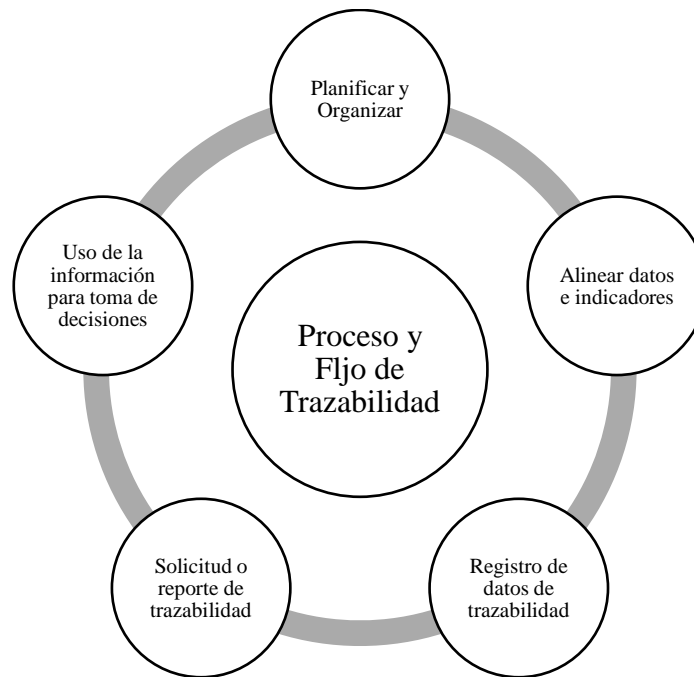 Planificar y
Organizar
Alinear datos
e indicadores
Registro de
datos de
trazabilidad
Solicitud o
reporte de
trazabilidad
Uso de la
información
para toma de
decisiones
Proceso y
Fljo de
Trazabilidad